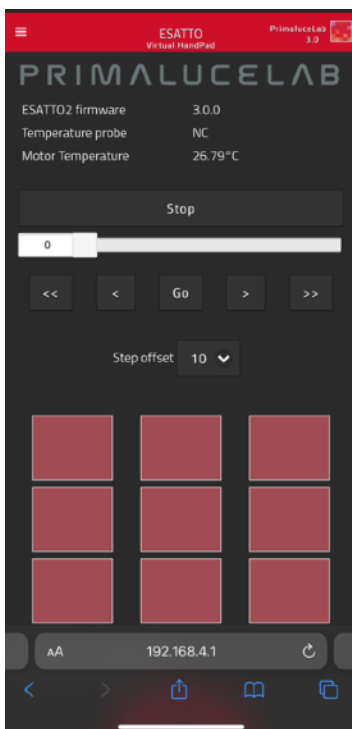 ESATTO
Virtual HandPad
PrimaluceLab
3.0
PRIMALUCELAB
ESATTO2 firmware 3.0.0
Temperature probe NC
Motor Temperature 26.79°C
Stop
0
<< < Go > >>
Step offset 10
AA 192.168.4.1